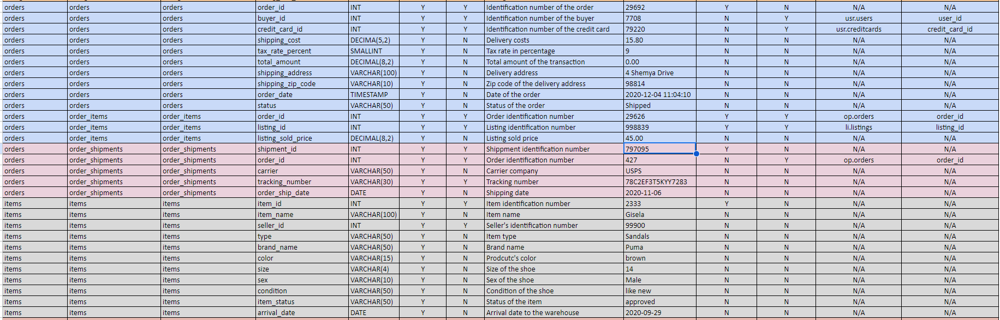 orders orders orders order_id INT Y Y Identification number of the order 29692 Y N N/A N/A
orders orders orders buyer_id INT Y Y Identification number of the buyer 7708 N Y usr.users user_id
orders orders orders credit_card_id INT Y Y Identification number of the credit card 79220 N Y usr.creditcards credit_card_id
orders orders orders shipping_cost DECIMA(5,2) Y N Delivery costs 15.80 N N N/A N/A
orders orders orders tax_rate_percent SMALLINT Y N Tax rate in percentage 9 N N N/A N/A
orders orders orders total_amount DECIMAL(8,2) Y N Total amount of the transaction 0.00 N N N/A N/A
orders orders orders shipping_address VARCHAR(100) Y N Delivery address 4 Shemya Drive N N N/A N/A
orders orders orders shipping_zip_code VARCHAR(10) Y N Zip code of the delivery address 98814 N N N/A N/A
orders orders orders order_date TIMESTAMP Y N Date of the order 2020-12-04 11:04:10 N N N/A N/A
orders orders orders status VARCHAR(50) Y N Status of the order Shipped N N N/A N/A
orders order_items order_items order_id INT Y Y Order identification number 29626 Y Y op.orders order_id
orders order_items order_items listing_id INT Y Y Listing identification number 998839 Y Y li.listings listing_id
orders order_items order_items listing_sold_price DECIMAL(8,2) Y N Listing sold price 45.00 N N N/A N/A
orders order_shipments order_shipments shipment_id INT Y Y Shippment identification number 797095 Y N N/A N/A
orders order_shipments order_shipments order_id INT Y Y Order identification number 427 N Y op.orders order_id
orders order_shipments order_shipments carrier VARCHAR(50) Y N Carrier company USPS N N N/A N/A
orders order_shipments order_shipments tracking_number VARCHAR(30) Y Y Tracking number 78C2EF3T5KYY7283 N N N/A N/A
orders order_shipments order_shipments order_ship_date DATE Y N Shipping date 2020-11-06 N N N/A N/A
items items items item_id INT Y Y Item identification number 2333 Y N N/A N/A
items items items item_name VARCHAR(100) Y N Item name Gisela N N N/A N/A
items items items seller_id INT Y Y Seller's identification number 99900 N N N/A N/A
items items items type VARCHAR(50) Y N Item type Sandals N N N/A N/A
items items items brand_name VARCHAR(50) Y N Brand name Puma N N N/A N/A
items items items color VARCHAR(15) Y N Prodcutc's color brown N N N/A N/A
items items items size VARCHAR(4) Y N Size of the shoe 14 N N N/A N/A
items items items sex VARCHAR(10) Y N Sex of the shoe Male N N N/A N/A
items items items condition VARCHAR(50) Y N Condition of the shoe like new N N N/A N/A
items items items item_status VARCHAR(50) Y N Status of the item approved N N N/A N/A
items items items arrival_date DATE Y N Arrival date to the warehouse 2020-09-29 N N N/A N/A